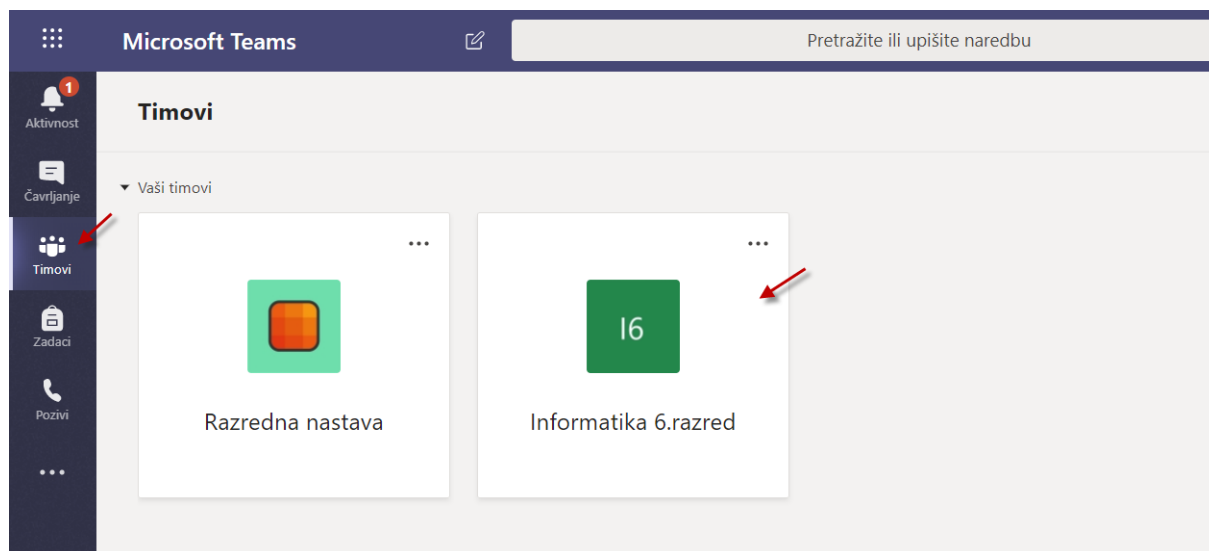 Microsoft Teams
Pretražite ili upišite naredbu
1
Aktivnost
Čavrljanje
Timovi
Zadaci
Pozivi
Timovi
Vaši timovi
Razredna nastava
I6
Informatika 6.razred